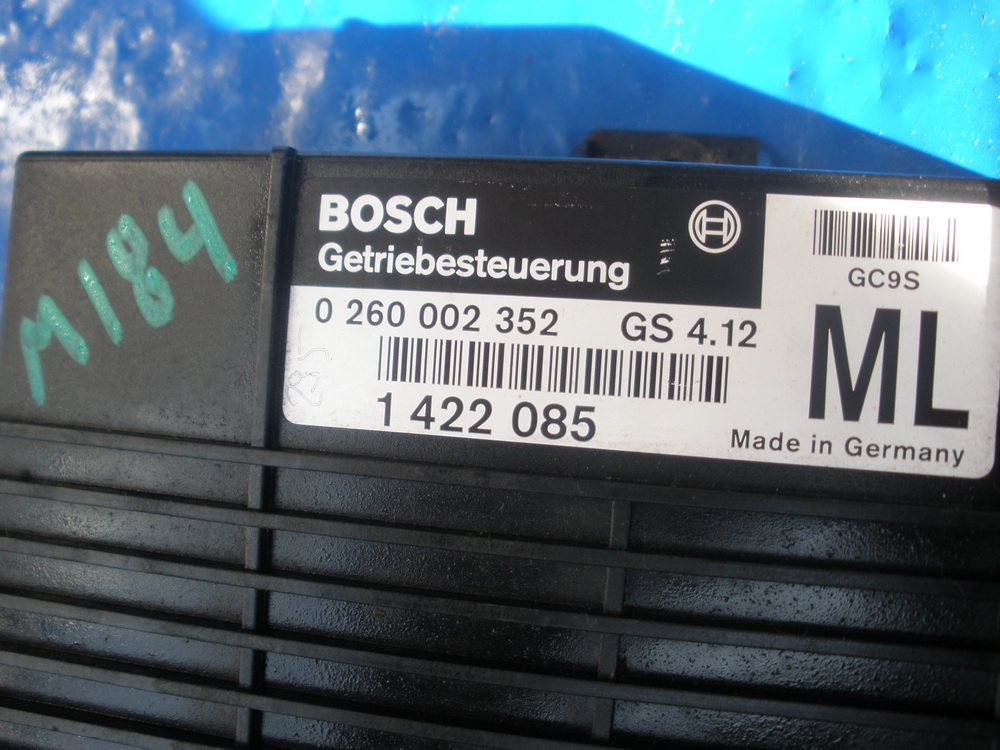 M184
BOSCH
Getriebesteuerung
0 260 002 352 GS 4.12
1 422 085
GC9S
ML
Made in Germany